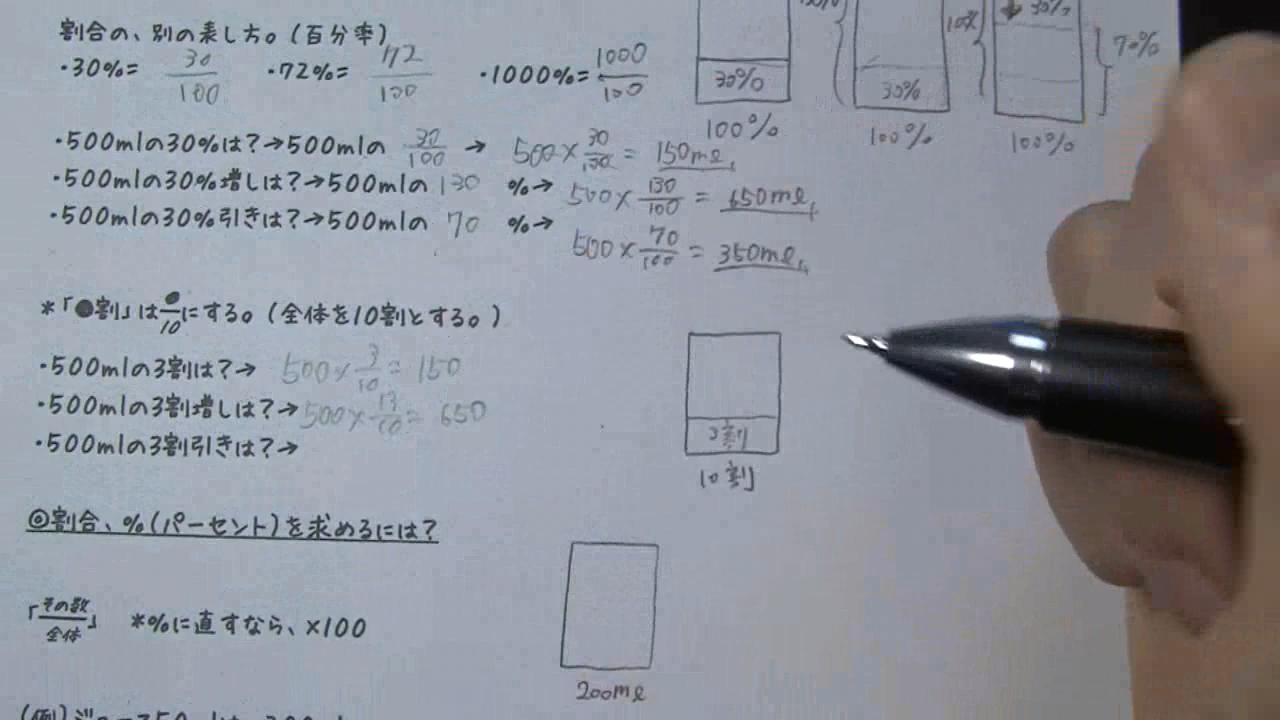 割合の、別の表し方。(百分率)
・30%= 30/100 ・72%= 72/100 ・1000%= 1000/100
・500mlの30%は?→500mlの 30/100 → 500×30/100 = 150ml
・500mlの30%増しは?→500mlの 130 %→ 500×130/100 = 650ml
・500mlの30%引きは?→500mlの 70 %→ 500×70/100 = 350ml
30%
100%
30%
100%
30%
70%
100%
*「●割」は●/10にする。(全体を10割とする。)
・500mlの3割は?→ 500×3/10= 150
・500mlの3割増しは?→500×13/10= 650
・500mlの3割引きは?→
3割
10割
◎割合、%(パーセント)を求めるには?
「その数/全体」 *%に直すなら、×100
200ml
(例)